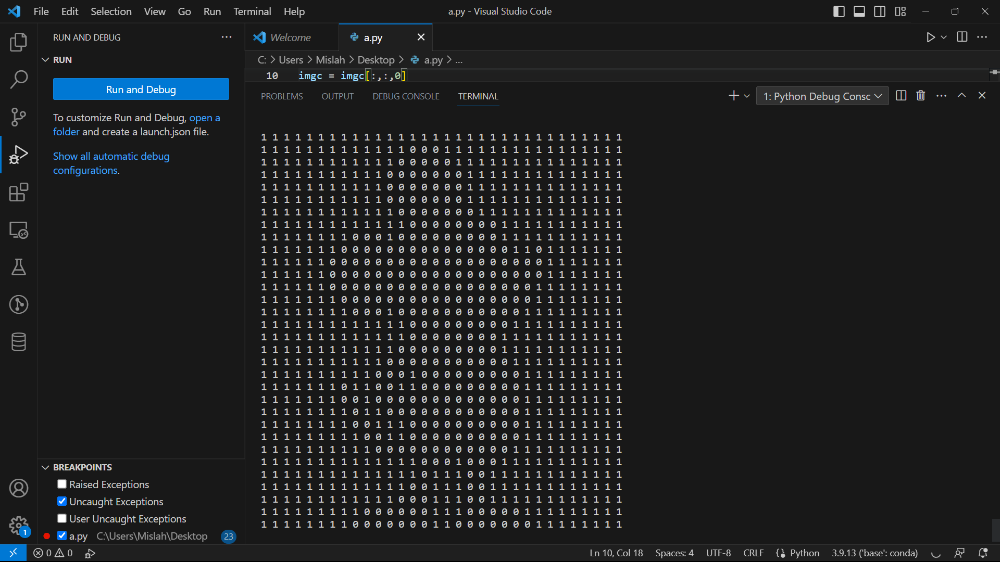 File Edit Selection View Go Run Terminal Help
a.py - Visual Studio Code
RUN AND DEBUG
RUN
Run and Debug
To customize Run and Debug, open a
folder and create a launch.json file.
Show all automatic debug
configurations.
Welcome
a.py
C: > Users > Mislah > Desktop > a.py > ...
10 imgc = imgc[:,:,0]
PROBLEMS OUTPUT DEBUG CONSOLE TERMINAL
1: Python Debug Consc
1 1 1 1 1 1 1 1 1 1 1 1 1 1 1 1 1 1 1 1 1 1 1 1 1 1 1 1 1 1 1 1
1 1 1 1 1 1 1 1 1 1 1 1 1 0 0 0 1 1 1 1 1 1 1 1 1 1 1 1 1 1 1 1
1 1 1 1 1 1 1 1 1 1 1 1 0 0 0 0 0 1 1 1 1 1 1 1 1 1 1 1 1 1 1 1
1 1 1 1 1 1 1 1 1 1 1 0 0 0 0 0 0 0 1 1 1 1 1 1 1 1 1 1 1 1 1 1
1 1 1 1 1 1 1 1 1 1 1 0 0 0 0 0 0 0 1 1 1 1 1 1 1 1 1 1 1 1 1 1
1 1 1 1 1 1 1 1 1 1 1 0 0 0 0 0 0 0 1 1 1 1 1 1 1 1 1 1 1 1 1 1
1 1 1 1 1 1 1 1 1 1 1 1 0 0 0 0 0 0 0 1 1 1 1 1 1 1 1 1 1 1 1 1
1 1 1 1 1 1 1 1 1 1 1 1 1 0 0 0 0 0 0 0 0 1 1 1 1 1 1 1 1 1 1 1
1 1 1 1 1 1 1 1 0 0 0 1 0 0 0 0 0 0 0 0 0 1 1 1 1 1 1 1 1 1 1 1
1 1 1 1 1 1 1 0 0 0 0 0 0 0 0 0 0 0 0 0 0 0 1 1 0 1 1 1 1 1 1 1
1 1 1 1 1 1 0 0 0 0 0 0 0 0 0 0 0 0 0 0 0 0 0 0 0 1 1 1 1 1 1 1
1 1 1 1 1 1 0 0 0 0 0 0 0 0 0 0 0 0 0 0 0 0 0 0 0 1 1 1 1 1 1 1
1 1 1 1 1 1 0 0 0 0 0 0 0 0 0 0 0 0 0 0 0 0 0 0 1 1 1 1 1 1 1 1
1 1 1 1 1 1 1 0 0 0 0 0 0 0 0 0 0 0 0 0 0 0 0 0 1 1 1 1 1 1 1 1
1 1 1 1 1 1 1 1 0 0 0 1 0 0 0 0 0 0 0 0 0 0 0 1 1 1 1 1 1 1 1 1
1 1 1 1 1 1 1 1 1 1 1 1 1 0 0 0 0 0 0 0 0 0 1 1 1 1 1 1 1 1 1 1
1 1 1 1 1 1 1 1 1 1 1 1 1 0 0 0 0 0 0 0 0 1 1 1 1 1 1 1 1 1 1 1
1 1 1 1 1 1 1 1 1 1 1 1 0 0 0 0 0 0 0 0 0 1 1 1 1 1 1 1 1 1 1 1
1 1 1 1 1 1 1 1 1 1 1 0 0 0 0 0 0 0 0 0 0 0 1 1 1 1 1 1 1 1 1 1
1 1 1 1 1 1 1 1 1 1 0 0 0 1 0 0 0 0 0 0 0 0 0 1 1 1 1 1 1 1 1 1
1 1 1 1 1 1 1 0 1 1 0 0 1 1 0 0 0 0 0 0 0 0 0 1 1 1 1 1 1 1 1 1
1 1 1 1 1 1 1 0 0 1 0 0 0 0 0 0 0 0 0 0 0 0 0 1 1 1 1 1 1 1 1 1
1 1 1 1 1 1 1 1 0 1 1 0 0 0 0 0 0 0 0 0 0 0 0 1 1 1 1 1 1 1 1 1
1 1 1 1 1 1 1 1 0 0 1 1 1 0 0 0 0 0 0 0 0 0 0 1 1 1 1 1 1 1 1 1
1 1 1 1 1 1 1 1 1 0 0 1 1 0 0 0 0 0 0 0 0 0 0 1 1 1 1 1 1 1 1 1
1 1 1 1 1 1 1 1 1 1 0 0 0 0 0 0 0 0 0 0 0 0 1 1 1 1 1 1 1 1 1 1
1 1 1 1 1 1 1 1 1 1 1 1 1 1 0 0 0 1 0 0 0 1 1 1 1 1 1 1 1 1 1 1
1 1 1 1 1 1 1 1 1 1 1 1 1 1 0 1 1 1 0 0 1 1 1 1 1 1 1 1 1 1 1 1
1 1 1 1 1 1 1 1 1 1 1 1 1 0 0 1 1 1 0 0 1 1 1 1 1 1 1 1 1 1 1 1
1 1 1 1 1 1 1 1 1 1 1 1 0 0 0 1 1 1 0 0 1 1 1 1 1 1 1 1 1 1 1 1
1 1 1 1 1 1 1 1 1 0 0 0 0 0 0 1 1 1 0 0 0 0 0 1 1 1 1 1 1 1 1 1
1 1 1 1 1 1 1 1 0 0 0 0 0 0 0 1 1 0 0 0 0 0 0 0 1 1 1 1 1 1 1 1
BREAKPOINTS
Raised Exceptions
Uncaught Exceptions
User Uncaught Exceptions
a.py C:\Users\Mislah\Desktop 23
1
0 0
Ln 10, Col 18 Spaces: 4 UTF-8 CRLF Python 3.9.13 ('base': conda)